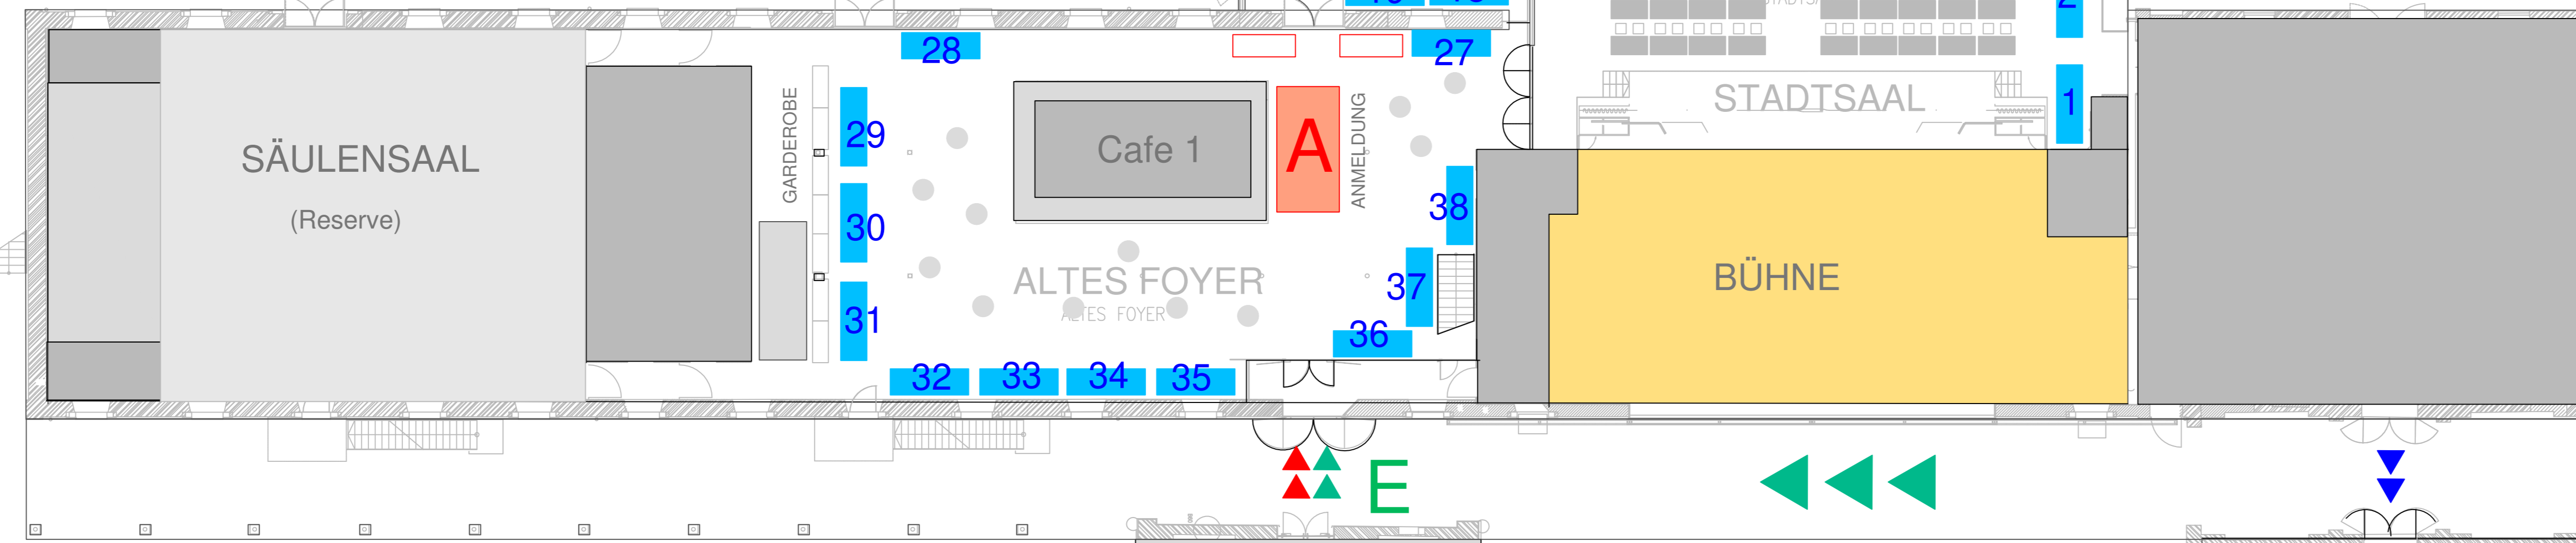 28
27
2
1
29
30
31
GARDEROBE
SÄULENSAAL
(Reserve)
Cafe 1
A
ANMELDUNG
STADTSAAL
38
37
36
ALTES FOYER
ALTES FOYER
BÜHNE
32
33
34
35
E